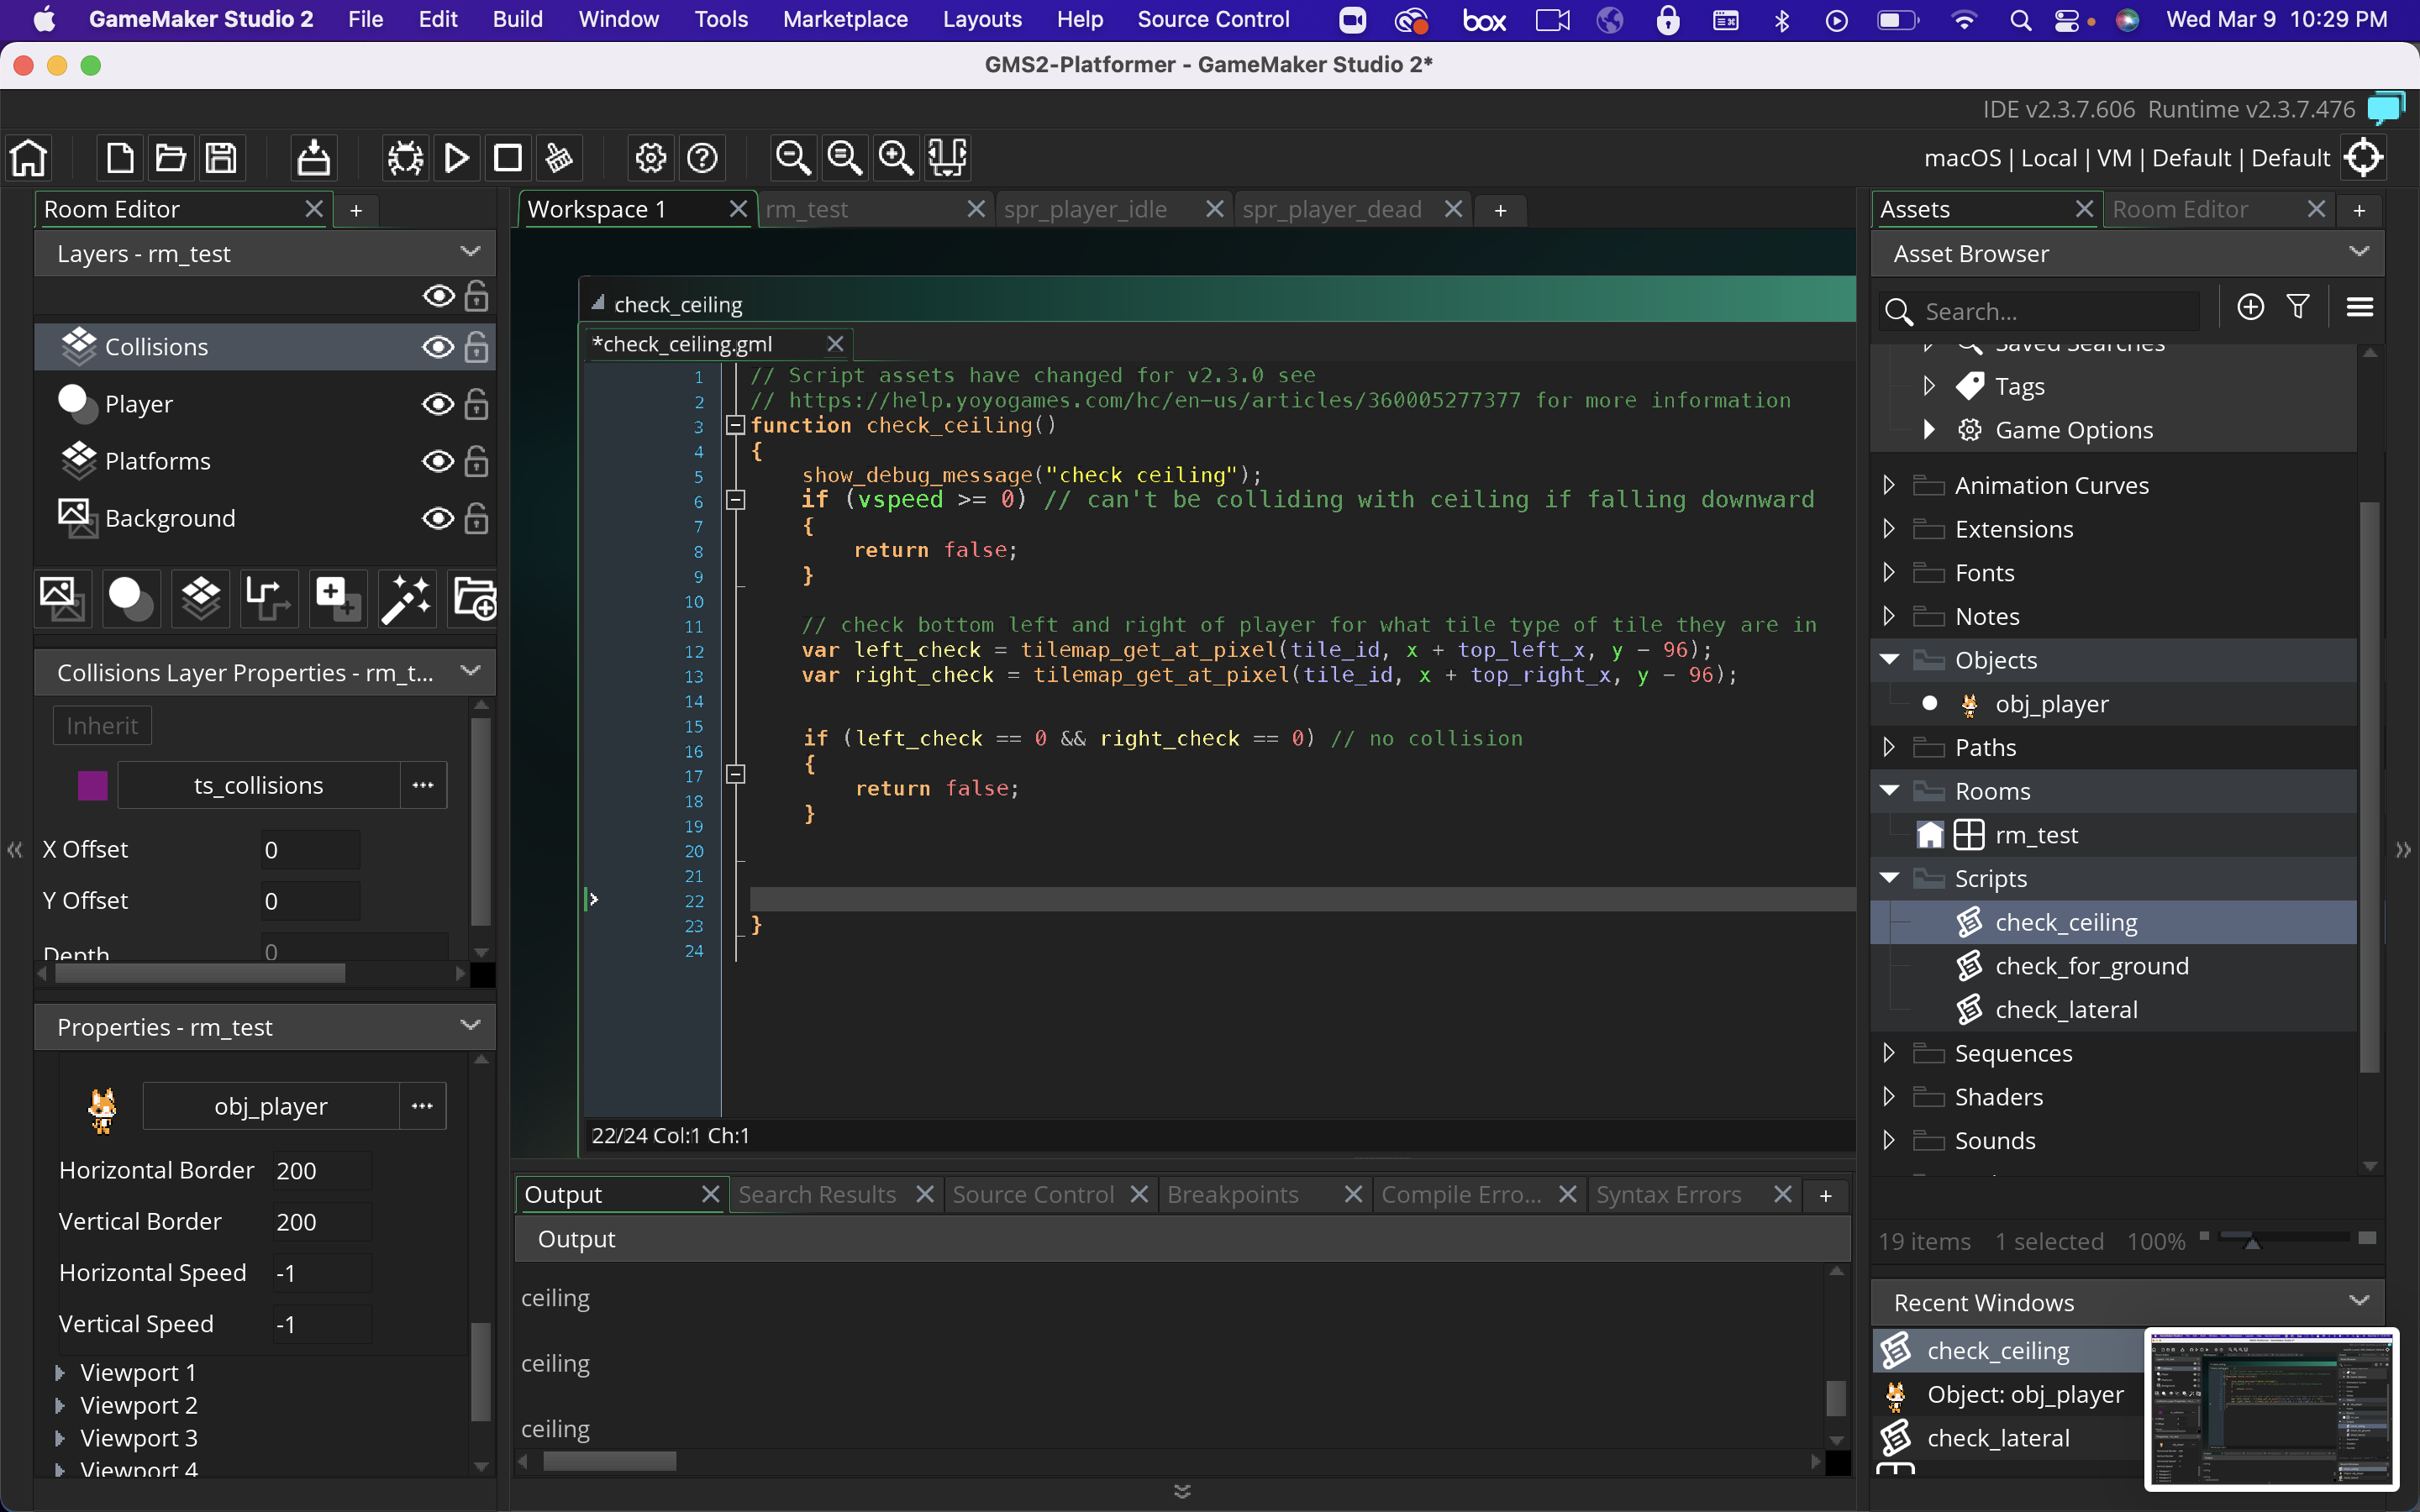 GameMaker Studio 2 File Edit Build Window Tools Marketplace Layouts Help Source Control box Wed Mar 9 10:29 PM
GMS2-Platformer - GameMaker Studio 2*
IDE v2.3.7.606 Runtime v2.3.7.476
macOS | Local | VM | Default | Default
Room Editor
Layers - rm_test
Collisions
Player
Platforms
Background
Collisions Layer Properties - rm_t...
Inherit
ts_collisions ...
X Offset 0
Y Offset 0
Depth 0
Properties - rm_test
obj_player ...
Horizontal Border 200
Vertical Border 200
Horizontal Speed -1
Vertical Speed -1
Viewport 1
Viewport 2
Viewport 3
Viewport 4
Workspace 1 rm_test spr_player_idle spr_player_dead +
check_ceiling
*check_ceiling.gml
1 // Script assets have changed for v2.3.0 see
2 // https://help.yoyogames.com/hc/en-us/articles/360005277377 for more information
3 function check_ceiling()
4 {
5 show_debug_message("check ceiling");
6 if (vspeed >= 0) // can't be colliding with ceiling if falling downward
7 {
8 return false;
9 }
10
11 // check bottom left and right of player for what tile type of tile they are in
12 var left_check = tilemap_get_at_pixel(tile_id, x + top_left_x, y - 96);
13 var right_check = tilemap_get_at_pixel(tile_id, x + top_right_x, y - 96);
14
15 if (left_check == 0 && right_check == 0) // no collision
16 {
17 return false;
18 }
19
20
21
22
23 }
24
22/24 Col:1 Ch:1
Output Search Results Source Control Breakpoints Compile Erro... Syntax Errors +
Output
ceiling
ceiling
ceiling
Assets Room Editor +
Asset Browser
Search...
Saved Searches
Tags
Game Options
Animation Curves
Extensions
Fonts
Notes
Objects
obj_player
Paths
Rooms
rm_test
Scripts
check_ceiling
check_for_ground
check_lateral
Sequences
Shaders
Sounds
19 items 1 selected 100%
Recent Windows
check_ceiling
Object: obj_player
check_lateral